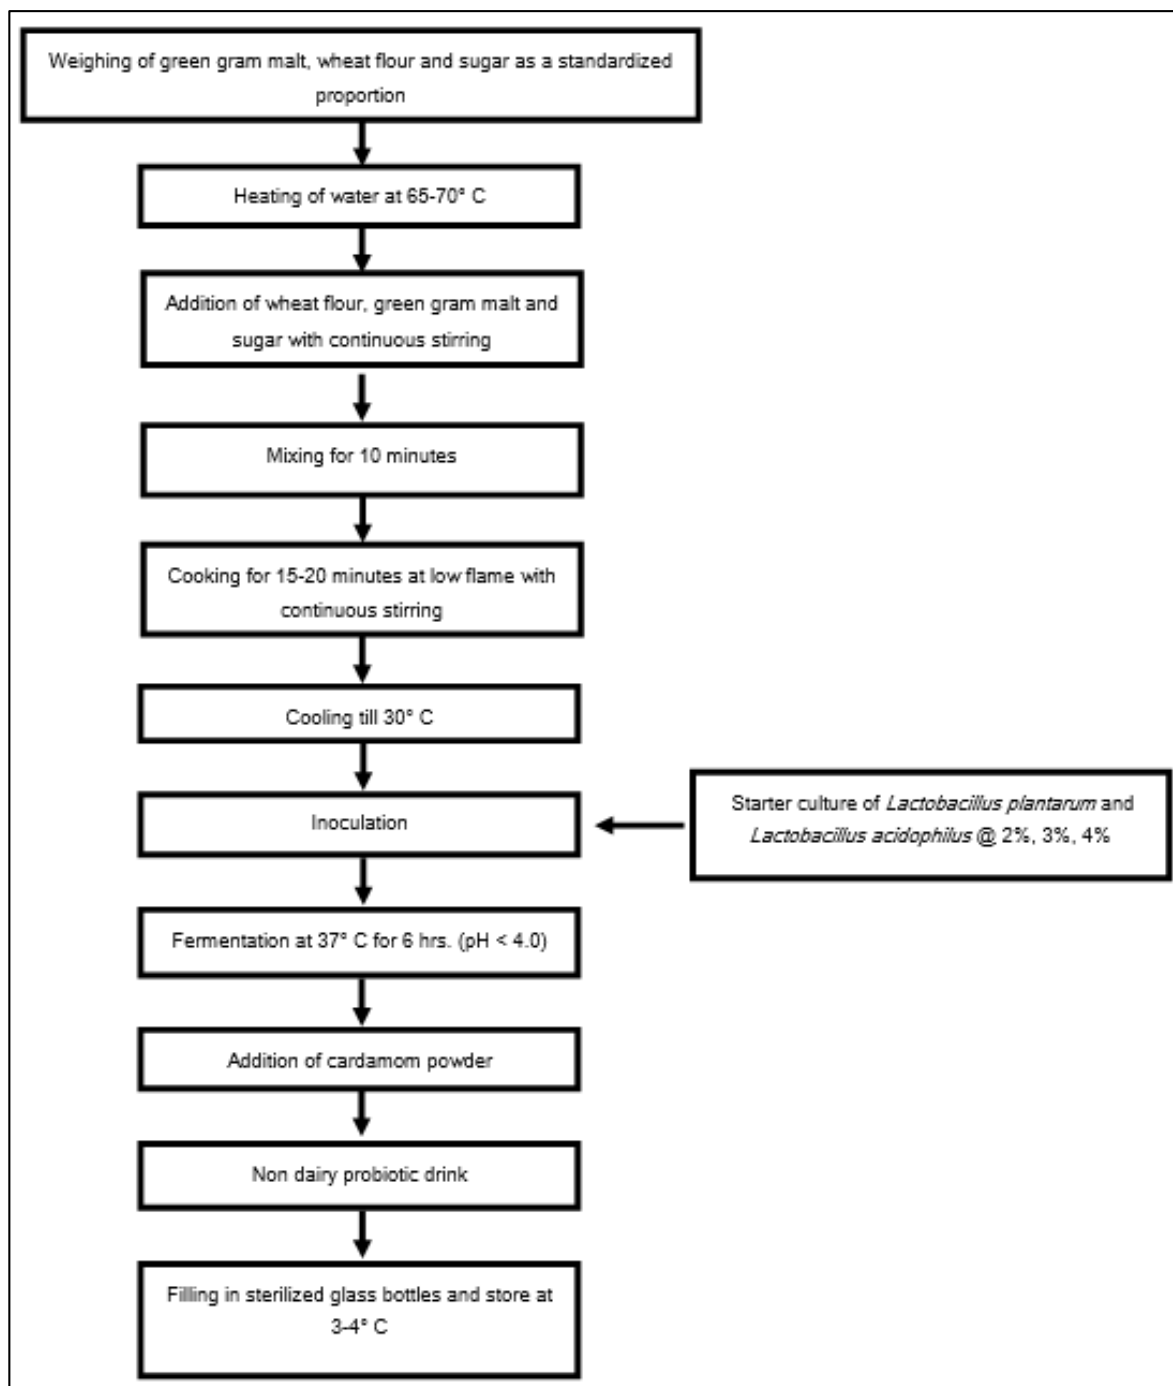 Weighing of green gram malt, wheat flour and sugar as a standardized
proportion
Heating of water at 65-70° C
Addition of wheat flour, green gram malt and
sugar with continuous stirring
Mixing for 10 minutes
Cooking for 15-20 minutes at low flame with
continuous stirring
Cooling till 30° C
Inoculation
Starter culture of Lactobacillus plantarum and
Lactobacillus acidophilus @ 2%, 3%, 4%
Fermentation at 37° C for 6 hrs. (pH < 4.0)
Addition of cardamom powder
Non dairy probiotic drink
Filling in sterilized glass bottles and store at
3-4° C